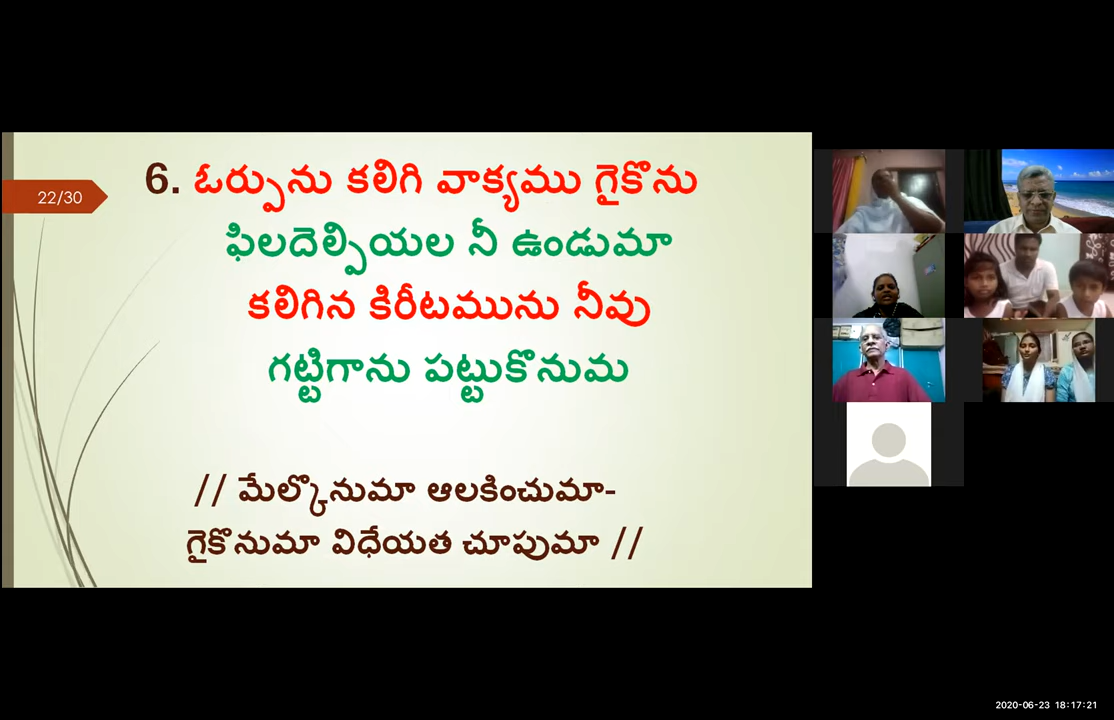 22/30
6. ఓర్పును కలిగి వాక్యము గైకొను
ఫిలదెల్పియల నీ ఉండుమా
కలిగిన కిరీటమును నీవు
గట్టిగాను పట్టుకొనుమ
// మేల్కొనుమా ఆలకించుమా-
గైకొనుమా విధేయత చూపుమా //
2020-06-23 18:17:21